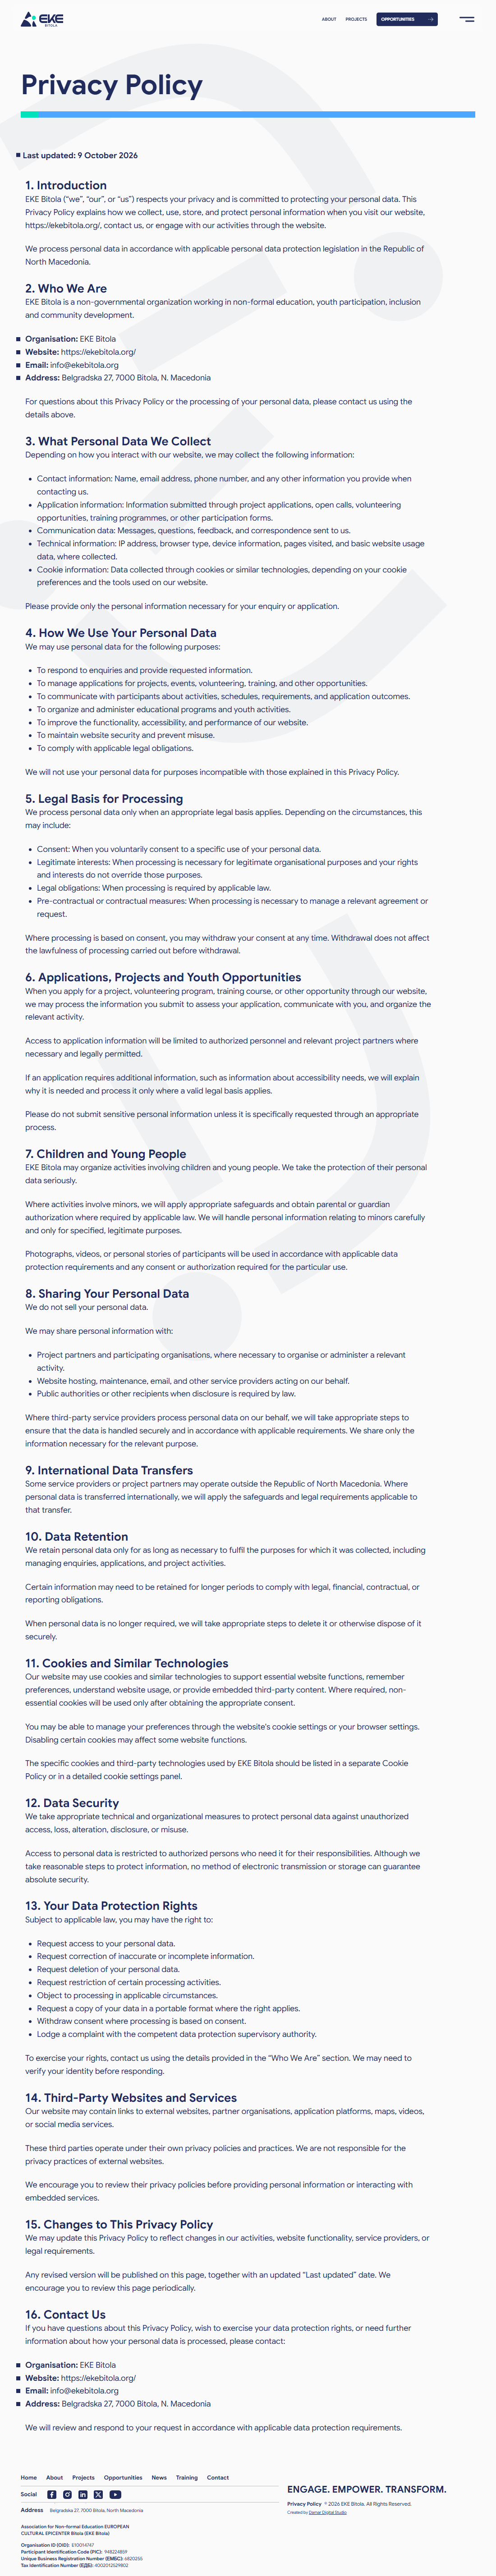 EKE
BITOLA
ABOUT
PROJECTS
OPPORTUNITIES
Privacy Policy
Last updated: 9 October 2026
1. Introduction
EKE Bitola (“we”, “our”, or “us”) respects your privacy and is committed to protecting your personal data. This
Privacy Policy explains how we collect, use, store, and protect personal information when you visit our website,
https://ekebitola.org/, contact us, or engage with our activities through the website.
We process personal data in accordance with applicable personal data protection legislation in the Republic of
North Macedonia.
2. Who We Are
EKE Bitola is a non-governmental organization working in non-formal education, youth participation, inclusion
and community development.
Organisation: EKE Bitola
Website: https://ekebitola.org/
Email: info@ekebitola.org
Address: Belgradska 27, 7000 Bitola, N. Macedonia
For questions about this Privacy Policy or the processing of your personal data, please contact us using the
details above.
3. What Personal Data We Collect
Depending on how you interact with our website, we may collect the following information:
Contact information: Name, email address, phone number, and any other information you provide when
contacting us.
Application information: Information submitted through project applications, open calls, volunteering
opportunities, training programmes, or other participation forms.
Communication data: Messages, questions, feedback, and correspondence sent to us.
Technical information: IP address, browser type, device information, pages visited, and basic website usage
data, where collected.
Cookie information: Data collected through cookies or similar technologies, depending on your cookie
preferences and the tools used on our website.
Please provide only the personal information necessary for your enquiry or application.
4. How We Use Your Personal Data
We may use personal data for the following purposes:
To respond to enquiries and provide requested information.
To manage applications for projects, events, volunteering, training, and other opportunities.
To communicate with participants about activities, schedules, requirements, and application outcomes.
To organize and administer educational programs and youth activities.
To improve the functionality, accessibility, and performance of our website.
To maintain website security and prevent misuse.
To comply with applicable legal obligations.
We will not use your personal data for purposes incompatible with those explained in this Privacy Policy.
5. Legal Basis for Processing
We process personal data only when an appropriate legal basis applies. Depending on the circumstances, this
may include:
Consent: When you voluntarily consent to a specific use of your personal data.
Legitimate interests: When processing is necessary for legitimate organisational purposes and your rights
and interests do not override those purposes.
Legal obligations: When processing is required by applicable law.
Pre-contractual or contractual measures: When processing is necessary to manage a relevant agreement or
request.
Where processing is based on consent, you may withdraw your consent at any time. Withdrawal does not affect
the lawfulness of processing carried out before withdrawal.
6. Applications, Projects and Youth Opportunities
When you apply for a project, volunteering program, training course, or other opportunity through our website,
we may process the information you submit to assess your application, communicate with you, and organize the
relevant activity.
Access to application information will be limited to authorized personnel and relevant project partners where
necessary and legally permitted.
If an application requires additional information, such as information about accessibility needs, we will explain
why it is needed and process it only where a valid legal basis applies.
Please do not submit sensitive personal information unless it is specifically requested through an appropriate
process.
7. Children and Young People
EKE Bitola may organize activities involving children and young people. We take the protection of their personal
data seriously.
Where activities involve minors, we will apply appropriate safeguards and obtain parental or guardian
authorization where required by applicable law. We will handle personal information relating to minors carefully
and only for specified, legitimate purposes.
Photographs, videos, or personal stories of participants will be used in accordance with applicable data
protection requirements and any consent or authorization required for the particular use.
8. Sharing Your Personal Data
We do not sell your personal data.
We may share personal information with:
Project partners and participating organisations, where necessary to organise or administer a relevant
activity.
Website hosting, maintenance, email, and other service providers acting on our behalf.
Public authorities or other recipients when disclosure is required by law.
Where third-party service providers process personal data on our behalf, we will take appropriate steps to
ensure that the data is handled securely and in accordance with applicable requirements. We share only the
information necessary for the relevant purpose.
9. International Data Transfers
Some service providers or project partners may operate outside the Republic of North Macedonia. Where
personal data is transferred internationally, we will apply the safeguards and legal requirements applicable to
that transfer.
10. Data Retention
We retain personal data only for as long as necessary to fulfil the purposes for which it was collected, including
managing enquiries, applications, and project activities.
Certain information may need to be retained for longer periods to comply with legal, financial, contractual, or
reporting obligations.
When personal data is no longer required, we will take appropriate steps to delete it or otherwise dispose of it
securely.
11. Cookies and Similar Technologies
Our website may use cookies and similar technologies to support essential website functions, remember
preferences, understand website usage, or provide embedded third-party content. Where required, non-
essential cookies will be used only after obtaining the appropriate consent.
You may be able to manage your preferences through the website's cookie settings or your browser settings.
Disabling certain cookies may affect some website functions.
The specific cookies and third-party technologies used by EKE Bitola should be listed in a separate Cookie
Policy or in a detailed cookie settings panel.
12. Data Security
We take appropriate technical and organizational measures to protect personal data against unauthorized
access, loss, alteration, disclosure, or misuse.
Access to personal data is restricted to authorized persons who need it for their responsibilities. Although we
take reasonable steps to protect information, no method of electronic transmission or storage can guarantee
absolute security.
13. Your Data Protection Rights
Subject to applicable law, you may have the right to:
Request access to your personal data.
Request correction of inaccurate or incomplete information.
Request deletion of your personal data.
Request restriction of certain processing activities.
Object to processing in applicable circumstances.
Request a copy of your data in a portable format where the right applies.
Withdraw consent where processing is based on consent.
Lodge a complaint with the competent data protection supervisory authority.
To exercise your rights, contact us using the details provided in the “Who We Are” section. We may need to
verify your identity before responding.
14. Third-Party Websites and Services
Our website may contain links to external websites, partner organisations, application platforms, maps, videos,
or social media services.
These third parties operate under their own privacy policies and practices. We are not responsible for the
privacy practices of external websites.
We encourage you to review their privacy policies before providing personal information or interacting with
embedded services.
15. Changes to This Privacy Policy
We may update this Privacy Policy to reflect changes in our activities, website functionality, service providers, or
legal requirements.
Any revised version will be published on this page, together with an updated “Last updated” date. We
encourage you to review this page periodically.
16. Contact Us
If you have questions about this Privacy Policy, wish to exercise your data protection rights, or need further
information about how your personal data is processed, please contact:
Organisation: EKE Bitola
Website: https://ekebitola.org/
Email: info@ekebitola.org
Address: Belgradska 27, 7000 Bitola, N. Macedonia
We will review and respond to your request in accordance with applicable data protection requirements.
Home About Projects Opportunities News Training Contact
Social
Address Belgradska 27, 7000 Bitola, North Macedonia
Association for Non-formal Education EUROPEAN
CULTURAL EPICENTER Bitola (EKE Bitola)
Organisation ID (OID): E10014747
Participant Identification Code (PIC): 948224859
Unique Business Registration Number (ЕМБС): 6820255
Tax Identification Number (ЕДБ): 4002012529802
ENGAGE. EMPOWER. TRANSFORM.
Privacy Policy © 2026 EKE Bitola. All Rights Reserved.
Created by Damar Digital Studio